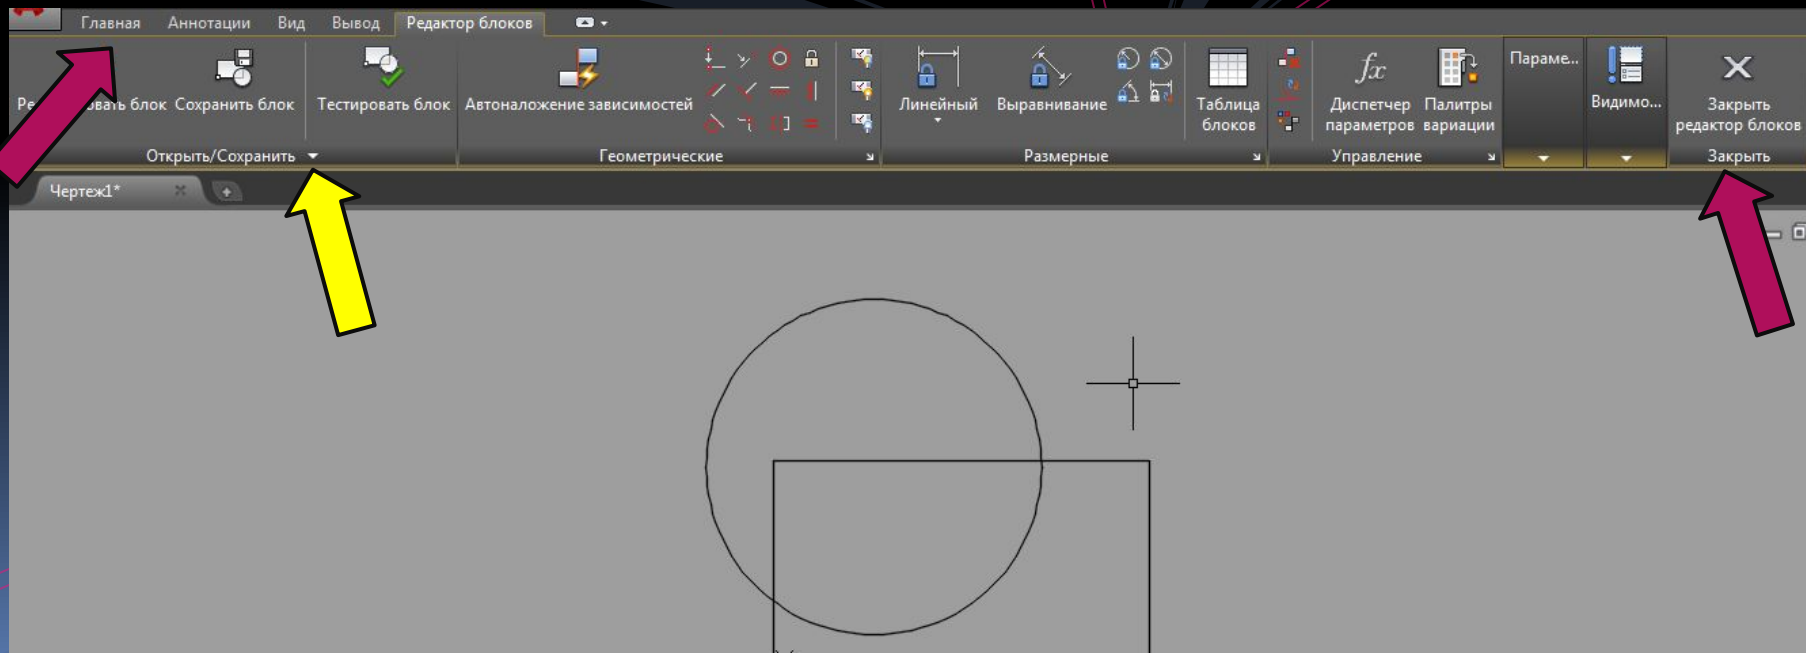 Главная Аннотации Вид Вывод Редактор блоков
блок Сохранить блок Тестировать блок Автоналожение зависимостей Линейный Выравнивание Таблица блоков Диспетчер параметров Палитры вариации Параме... Видимо... Закрыть редактор блоков
Открыть/Сохранить Геометрические Размерные Управление Закрыть
Чертеж1*